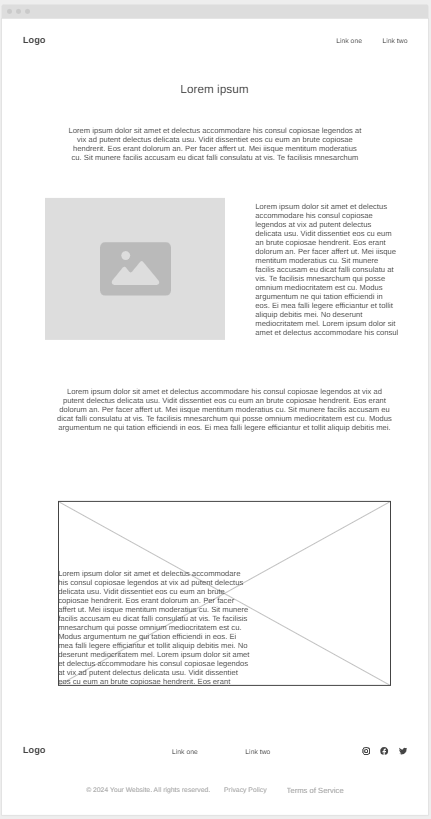 Logo
Link one Link two
Lorem ipsum
Lorem ipsum dolor sit amet et delectus accommodare his consul copiosae legendos at
vix ad putent delectus delicata usu. Vidit dissentiet eos cu eum an brute copiosae
hendrerit. Eos erant dolorum an. Per facer affert ut. Mei iisque mentitum moderatius
cu. Sit munere facilis accusam eu dicat falli consulatu at vis. Te facilisis mnesarchum
Lorem ipsum dolor sit amet et delectus
accommodare his consul copiosae
legendos at vix ad putent delectus
delicata usu. Vidit dissentiet eos cu eum
an brute copiosae hendrerit. Eos erant
dolorum an. Per facer affert ut. Mei iisque
mentitum moderatius cu. Sit munere
facilis accusam eu dicat falli consulatu at
vis. Te facilisis mnesarchum qui posse
omnium mediocritatem est cu. Modus
argumentum ne qui tation efficiendi in
eos. Ei mea falli legere efficiantur et tollit
aliquip debitis mei. No deserunt
mediocritatem mel. Lorem ipsum dolor sit
amet et delectus accommodare his consul
Lorem ipsum dolor sit amet et delectus accommodare his consul copiosae legendos at vix ad
putent delectus delicata usu. Vidit dissentiet eos cu eum an brute copiosae hendrerit. Eos erant
dolorum an. Per facer affert ut. Mei iisque mentitum moderatius cu. Sit munere facilis accusam eu
dicat falli consulatu at vis. Te facilisis mnesarchum qui posse omnium mediocritatem est cu. Modus
argumentum ne qui tation efficiendi in eos. Ei mea falli legere efficiantur et tollit aliquip debitis mei.
Lorem ipsum dolor sit amet et delectus accommodare
his consul copiosae legendos at vix ad putent delectus
delicata usu. Vidit dissentiet eos cu eum an brute
copiosae hendrerit. Eos erant dolorum an. Per facer
affert ut. Mei iisque mentitum moderatius cu. Sit munere
facilisis accusam eu dicat falli consulatu at vis. Te facilisis
mnesarchum qui posse omnium mediocritatem est cu.
Modus argumentum ne qui tation efficiendi in eos. Ei
mea falli legere efficiantur et tollit aliquip debitis mei. No
deserunt mediocritatem mel. Lorem ipsum dolor sit amet
et delectus accommodare his consul copiosae legendos
at vix ad putent delectus delicata usu. Vidit dissentiet
eos cu eum an brute copiosae hendrerit. Eos erant
Logo
Link one Link two
© 2024 Your Website. All rights reserved. Privacy Policy Terms of Service